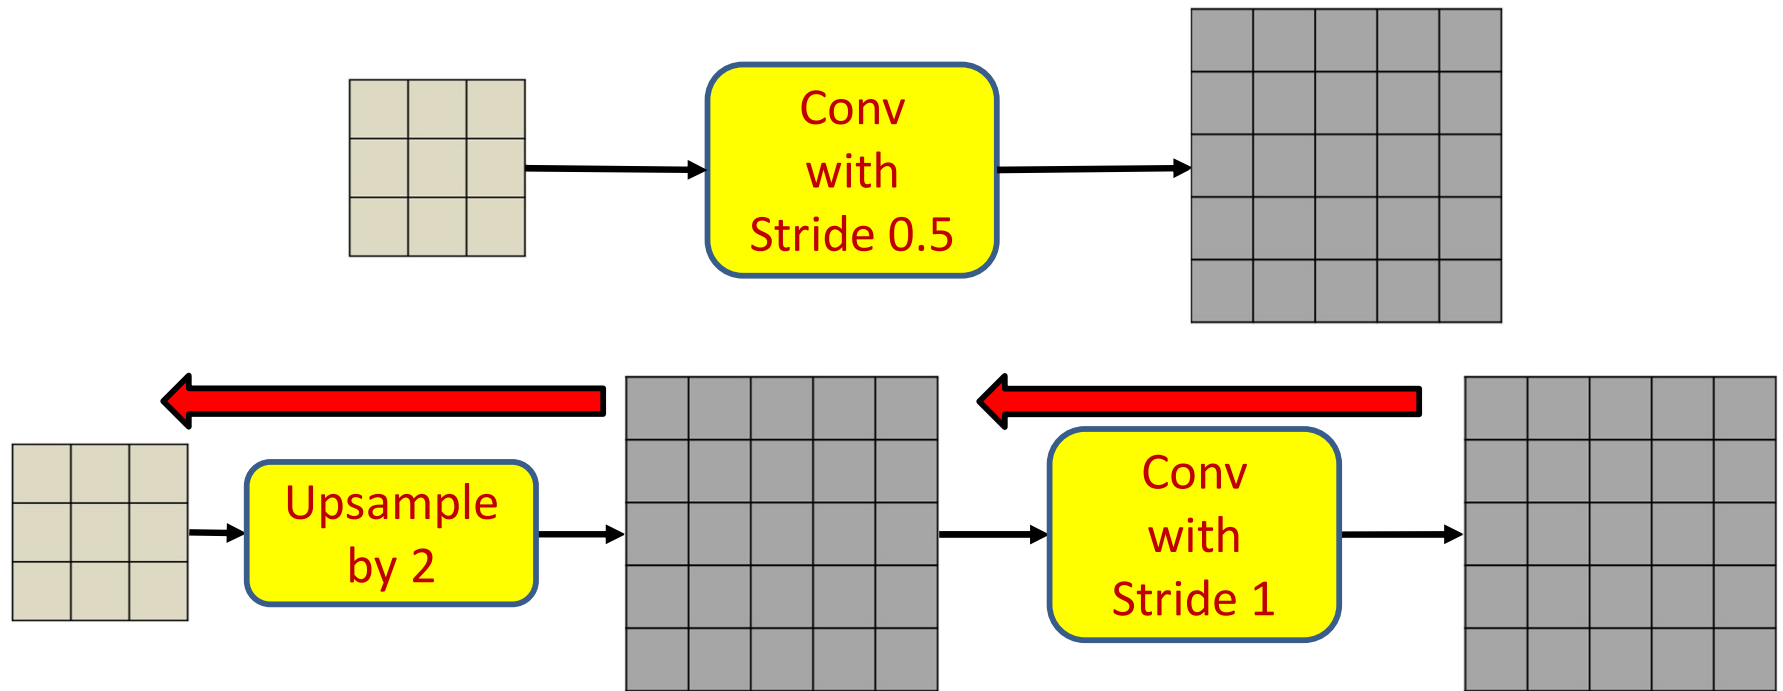 Conv
with
Stride 0.5
Upsample
by 2
Conv
with
Stride 1